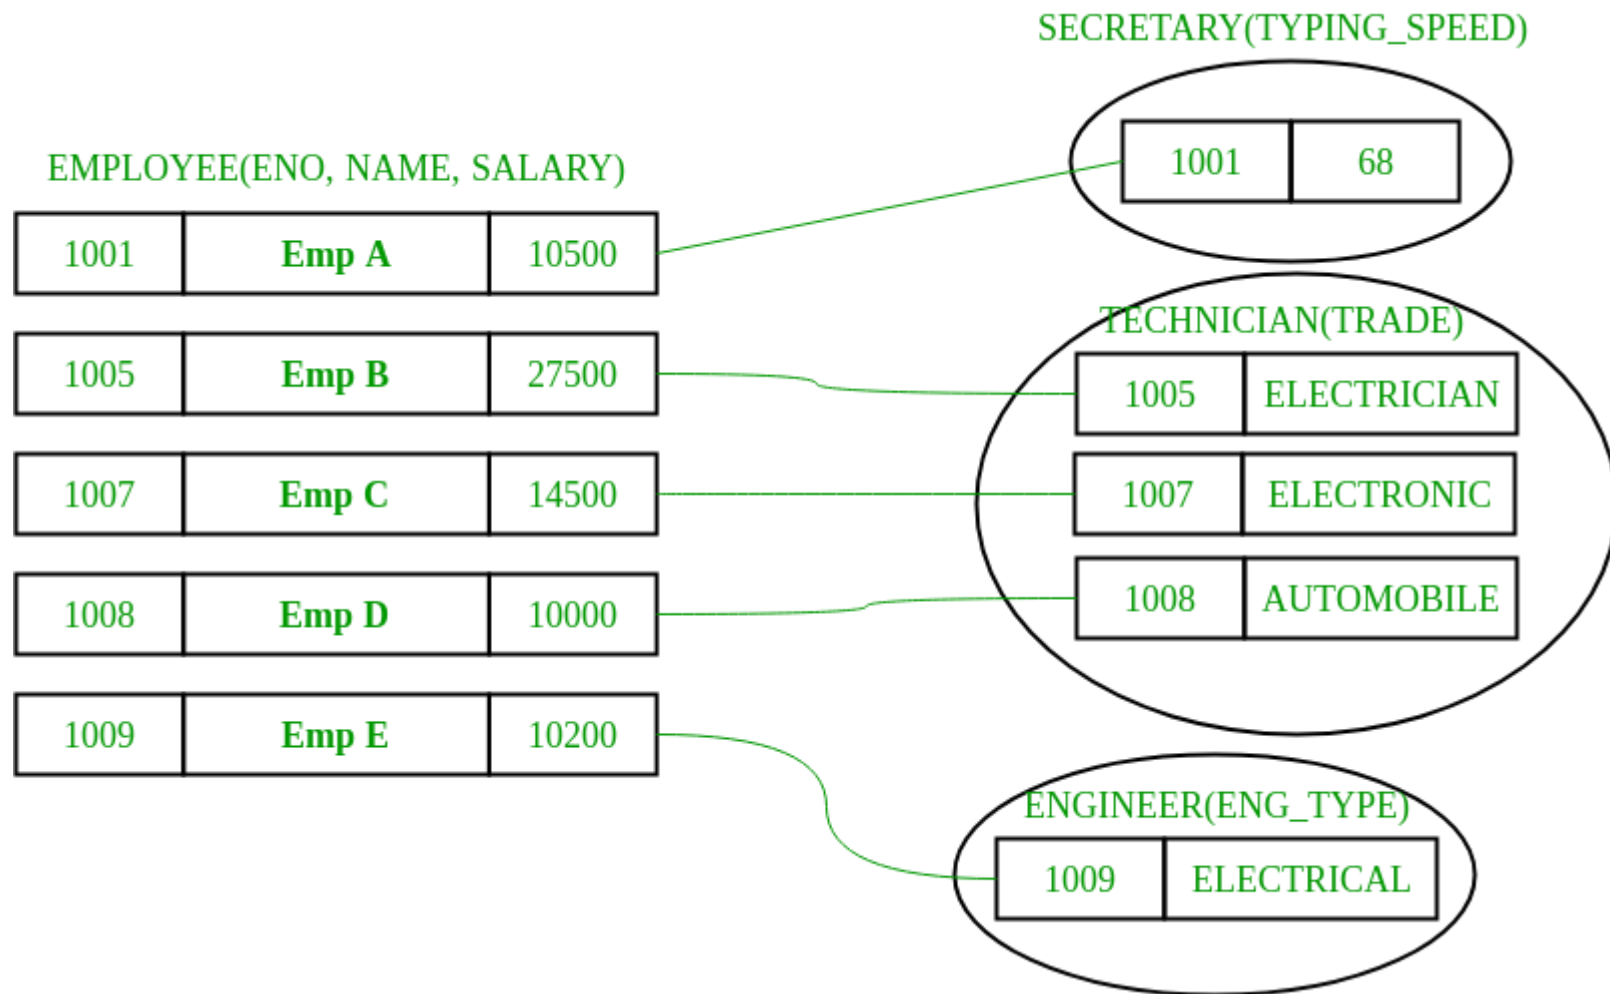 SECRETARY(TYPING_SPEED)
1001 68
EMPLOYEE(ENO, NAME, SALARY)
1001 Emp A 10500
1005 Emp B 27500
1007 Emp C 14500
1008 Emp D 10000
1009 Emp E 10200
TECHNICIAN(TRADE)
1005 ELECTRICIAN
1007 ELECTRONIC
1008 AUTOMOBILE
ENGINEER(ENG_TYPE)
1009 ELECTRICAL